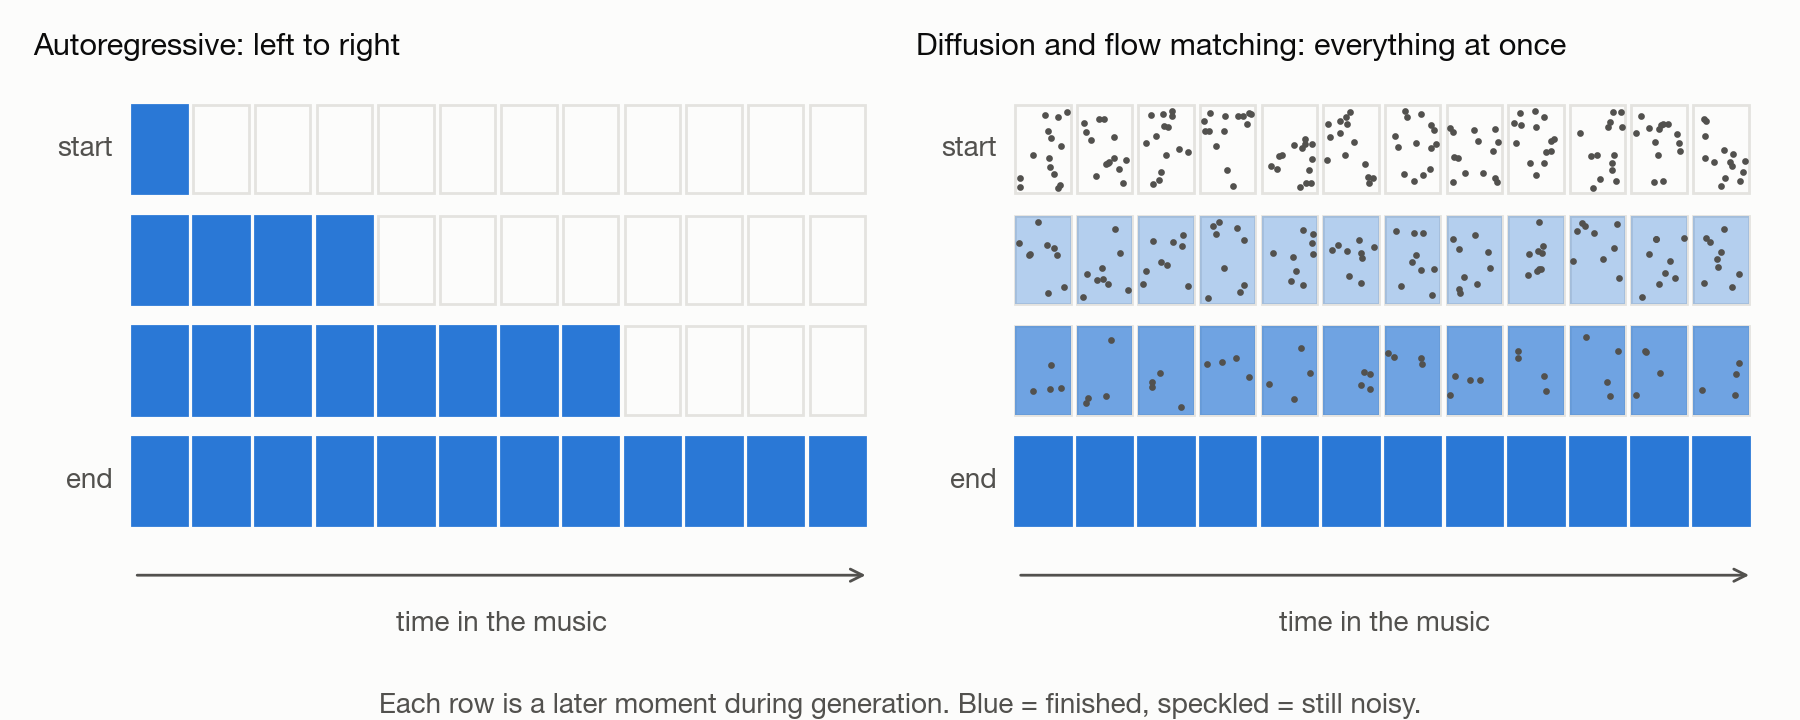 Autoregressive: left to right
start
end
time in the music
Diffusion and flow matching: everything at once
start
end
time in the music
Each row is a later moment during generation. Blue = finished, speckled = still noisy.